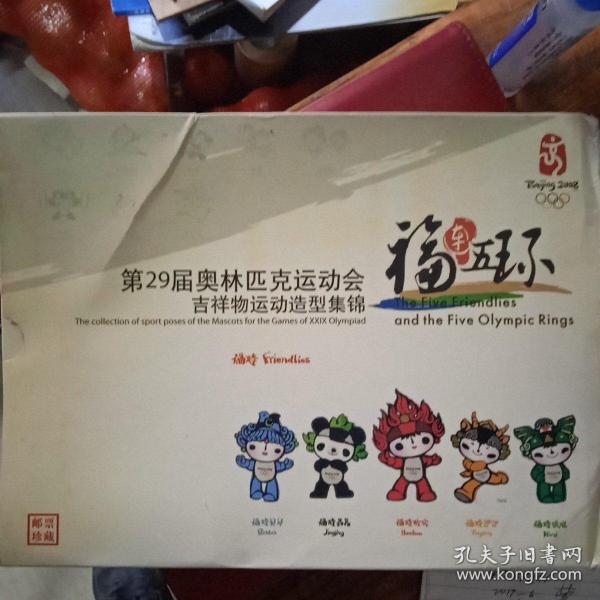 Beijing 2008
福牵五环
The Five Friendlies
and the Five Olympic Rings
第29届奥林匹克运动会
吉祥物运动造型集锦
The collection of sport poses of the Mascots for the Games of XXIX Olympiad
福娃 Friendlies
福娃贝贝
Beibei
福娃晶晶
Jingjing
福娃欢欢
Huanhuan
福娃迎迎
Yingying
福娃妮妮
Nini
邮票
珍藏
孔夫子旧书网
www.kongfz.com